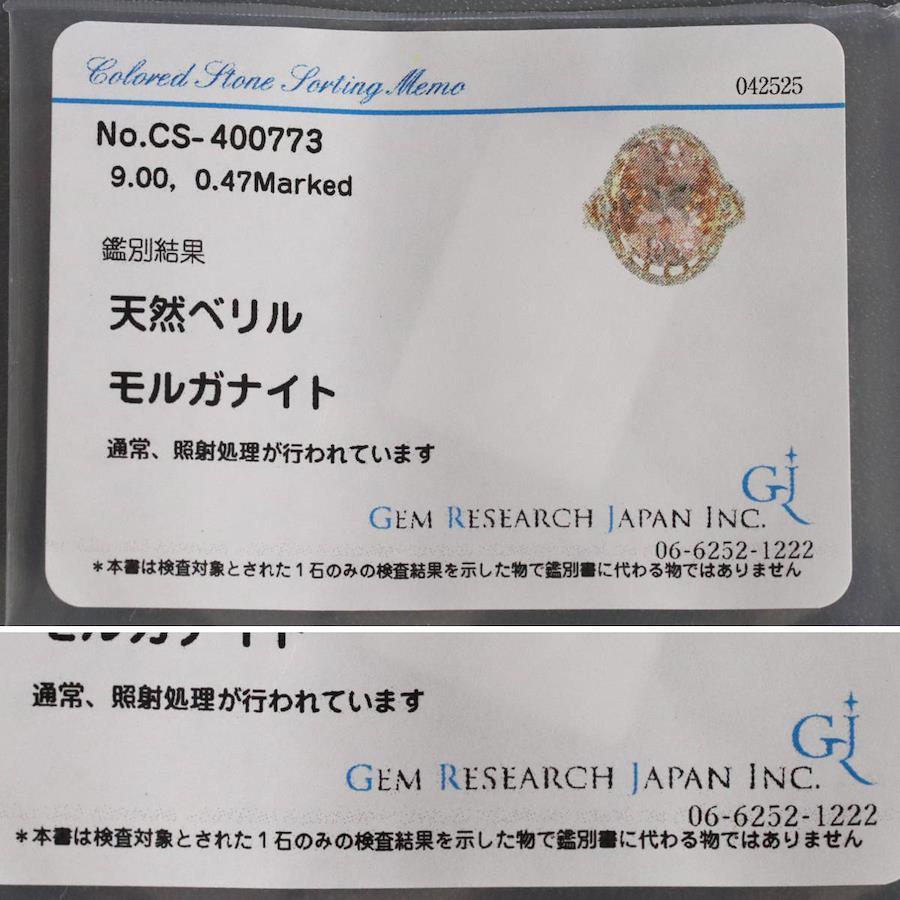 Colored Stone Sorting Memo
042525
No.CS-400773
9.00, 0.47Marked
鑑別結果
天然ベリル
モルガナイト
通常、照射処理が行われています
GJ
GEM RESEARCH JAPAN INC.
06-6252-1222
*本書は検査対象とされた1石のみの検査結果を示した物で鑑別書に代わる物ではありません
モルガナイト
通常、照射処理が行われています
GJ
GEM RESEARCH JAPAN INC.
06-6252-1222
*本書は検査対象とされた1石のみの検査結果を示した物で鑑別書に代わる物ではありません